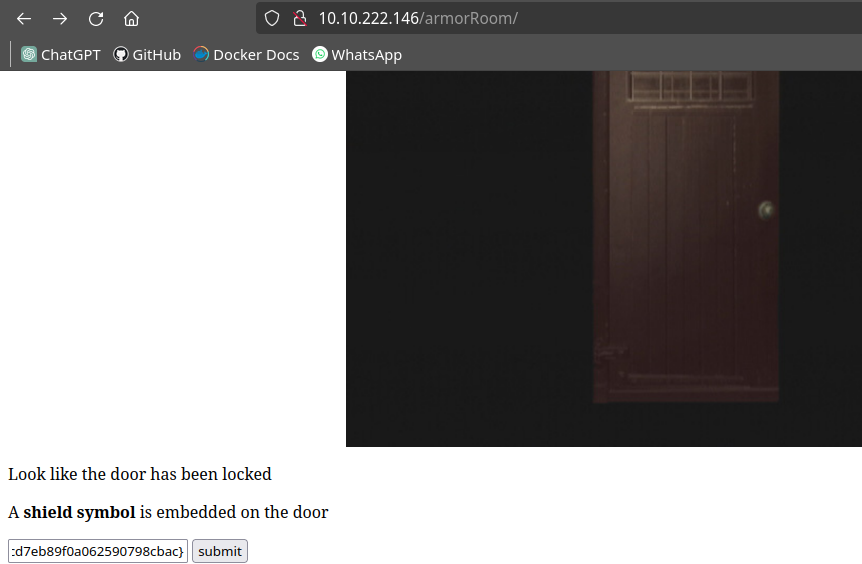 10.10.222.146/armorRoom/
ChatGPT GitHub Docker Docs WhatsApp
Look like the door has been locked
A shield symbol is embedded on the door
:d7eb89f0a062590798cbac} submit